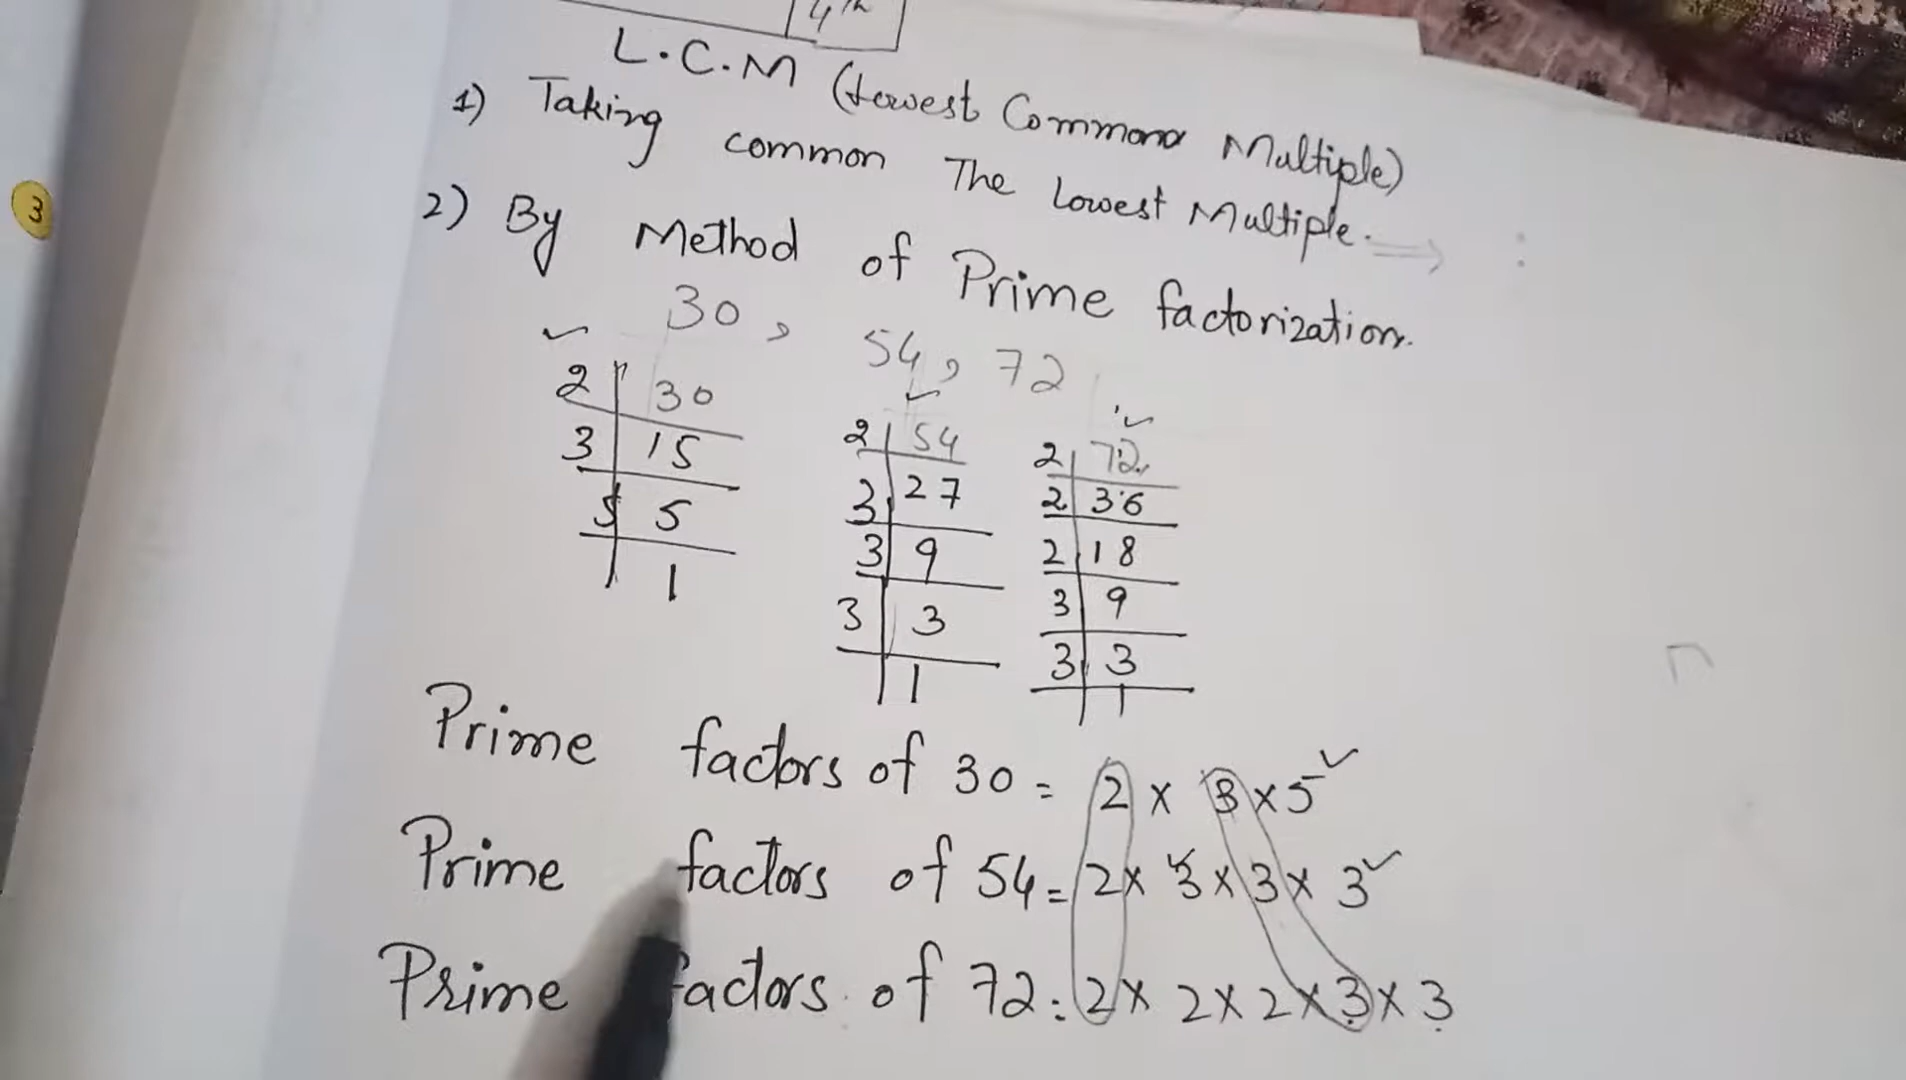 4th
L.C.M (Lowest Common Multiple)
1) Taking common The Lowest Multiple.
2) By Method of Prime factorization.
3
30, 54, 72
2 | 30
3 | 15
5 | 5
1
2 | 54
3 | 27
3 | 9
3 | 3
1
2 | 72
2 | 36
2 | 18
3 | 9
3 | 3
1
Prime factors of 30 = 2 × 3 × 5
Prime factors of 54 = 2 × 3 × 3 × 3
Prime factors of 72 = 2 × 2 × 2 × 3 × 3